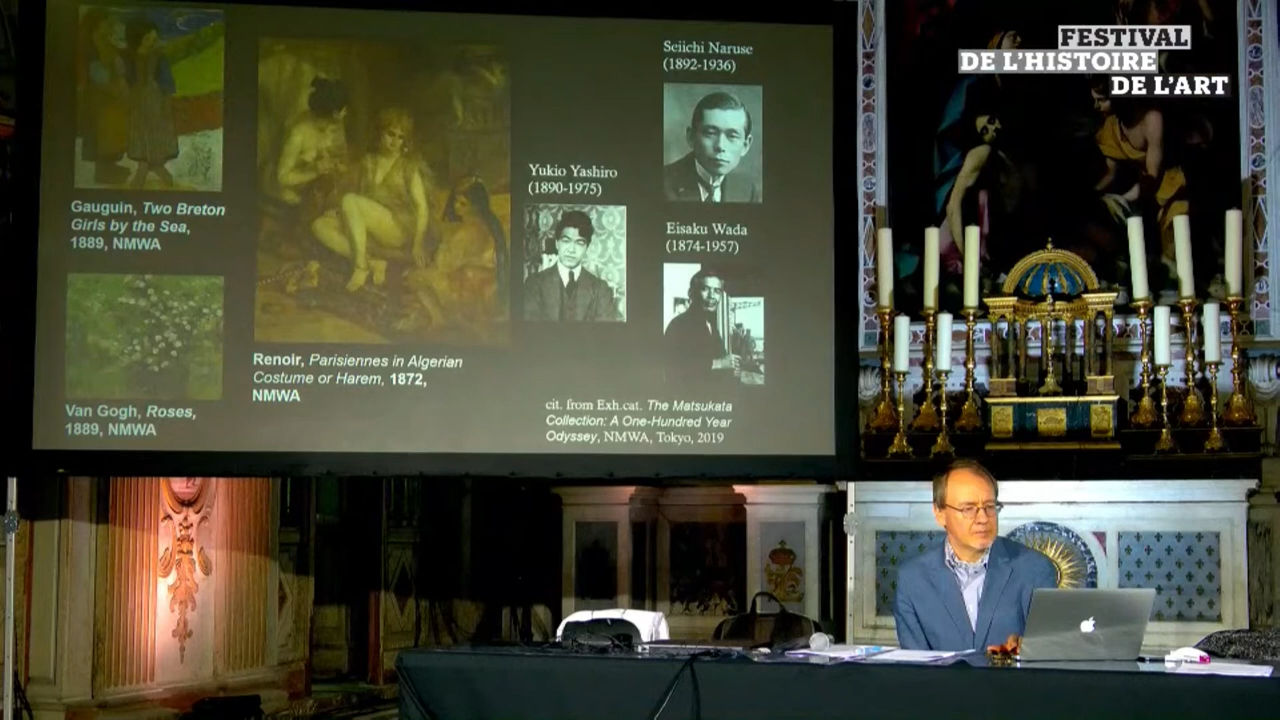 FESTIVAL
DE L'HISTOIRE
DE L'ART
Gauguin, Two Breton
Girls by the Sea,
1889, NMWA
Van Gogh, Roses,
1889, NMWA
Renoir, Parisiennes in Algerian
Costume or Harem, 1872,
NMWA
Yukio Yashiro
(1890-1975)
Seiichi Naruse
(1892-1936)
Eisaku Wada
(1874-1957)
cit. from Exh.cat. The Matsukata
Collection: A One-Hundred Year
Odyssey, NMWA, Tokyo, 2019